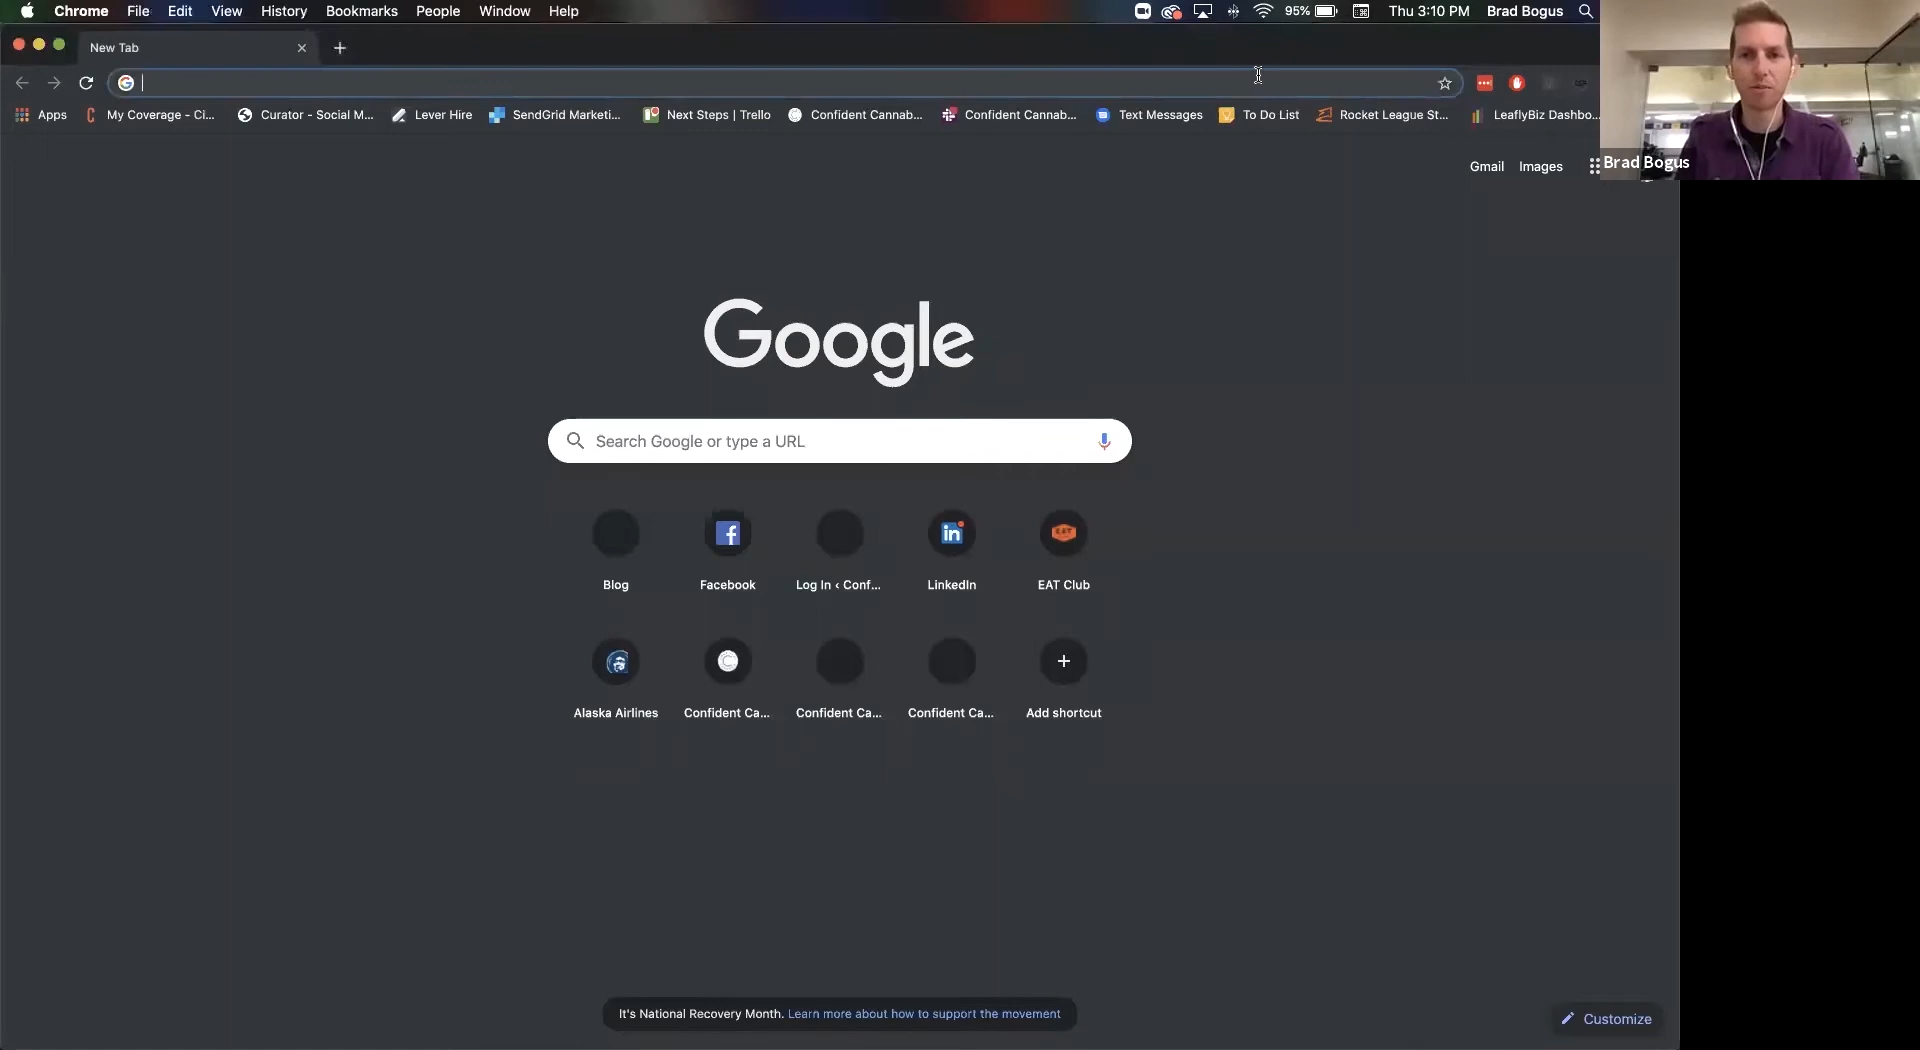 Chrome File Edit View History Bookmarks People Window Help 95% Thu 3:10 PM Brad Bogus
New Tab
Apps My Coverage - Ci... Curator - Social M... Lever Hire SendGrid Marketi... Next Steps | Trello Confident Cannab... Confident Cannab... Text Messages To Do List Rocket League St... LeaflyBiz Dashbo...
Gmail Images
Brad Bogus
Google
Search Google or type a URL
Blog Facebook Log In ‹ Conf... LinkedIn EAT Club
Alaska Airlines Confident Ca... Confident Ca... Confident Ca... Add shortcut
It's National Recovery Month. Learn more about how to support the movement
Customize